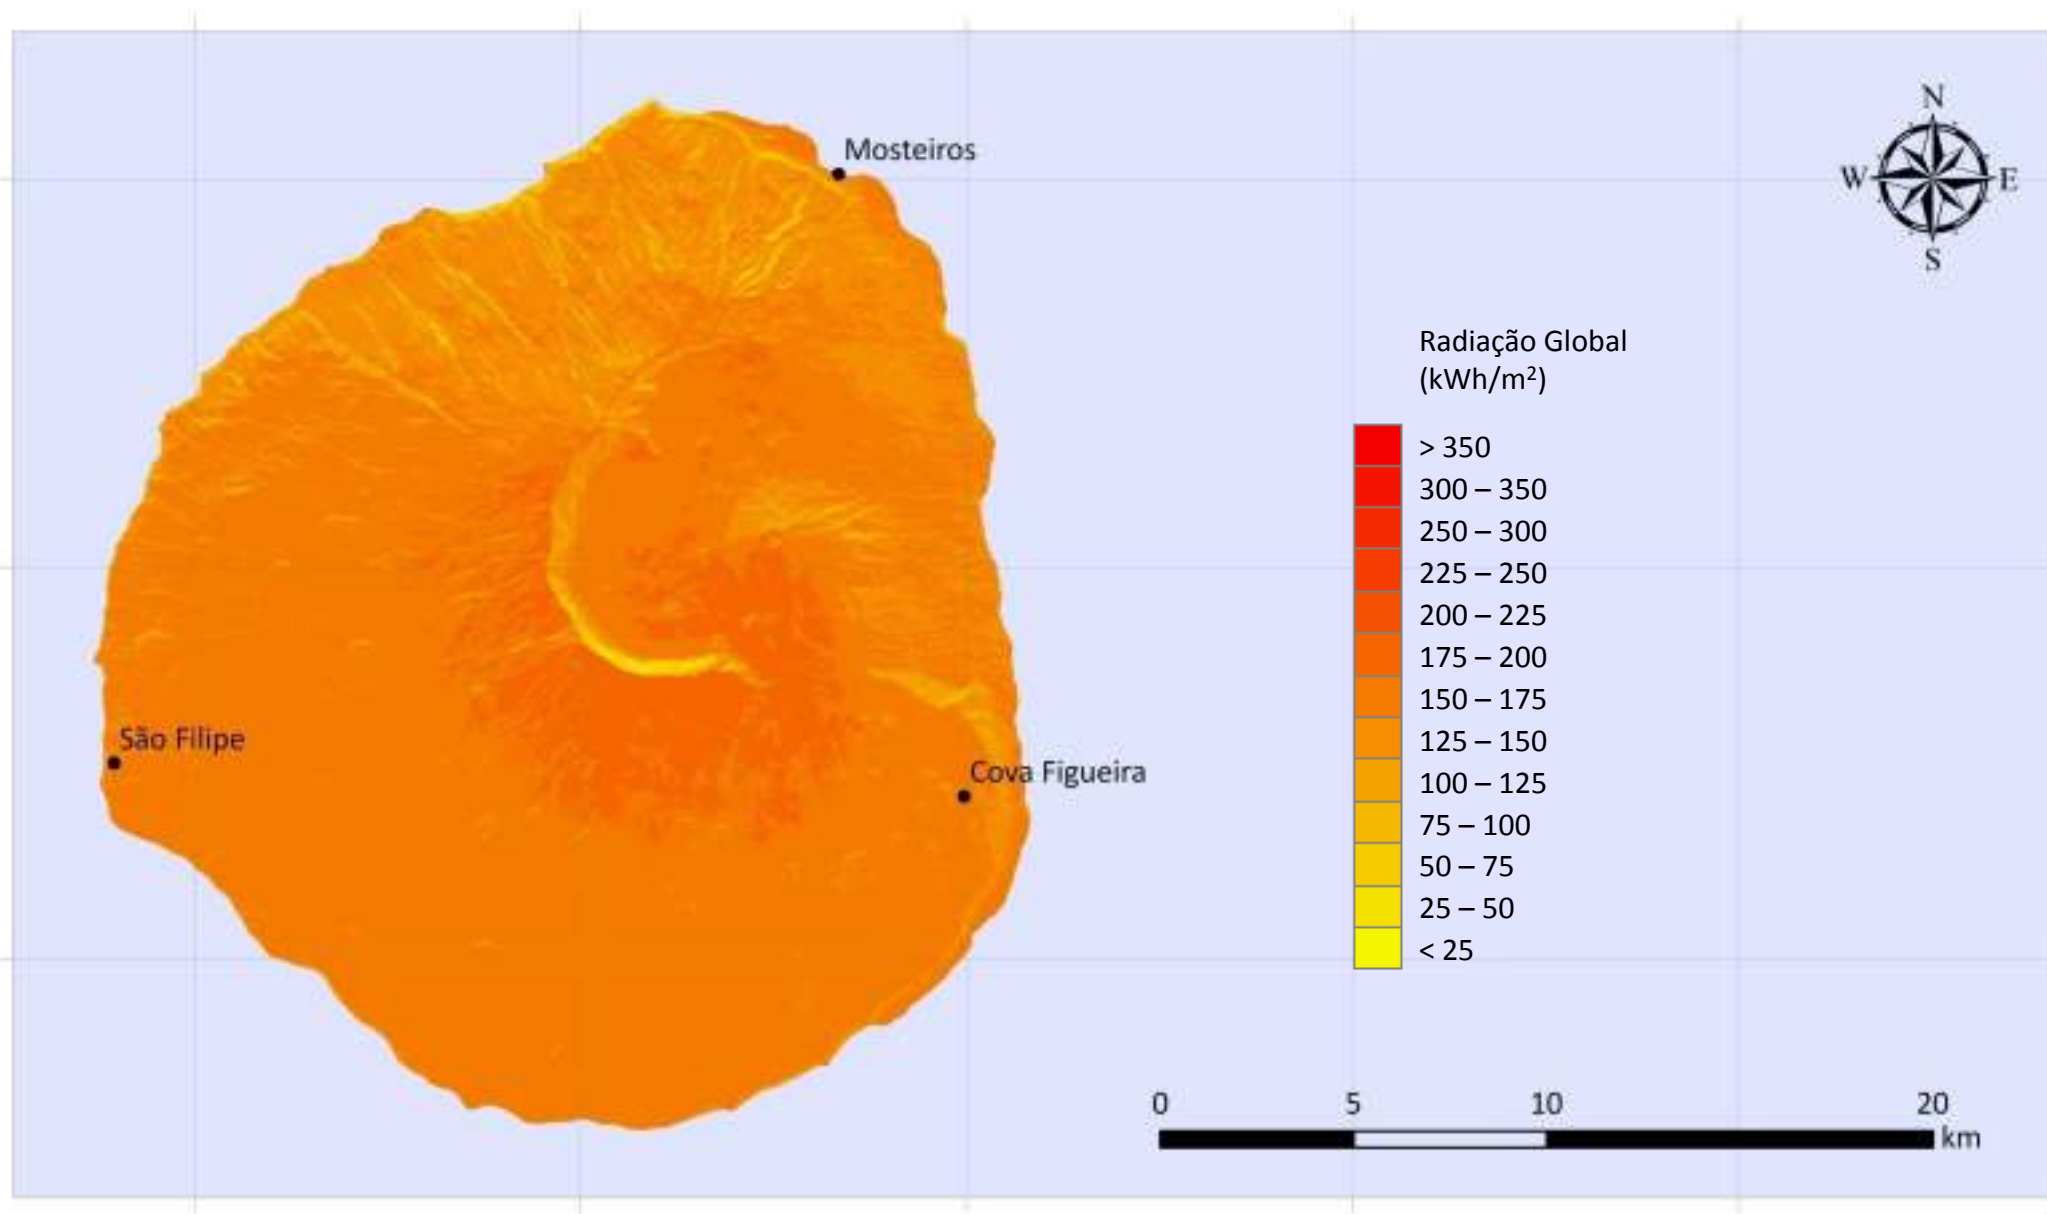 Mosteiros
N
W
E
S
Radiação Global
(kWh/m²)
> 350
300 – 350
250 – 300
225 – 250
200 – 225
175 – 200
150 – 175
125 – 150
100 – 125
75 – 100
50 – 75
25 – 50
< 25
São Filipe
Cova Figueira
0 5 10 20
km